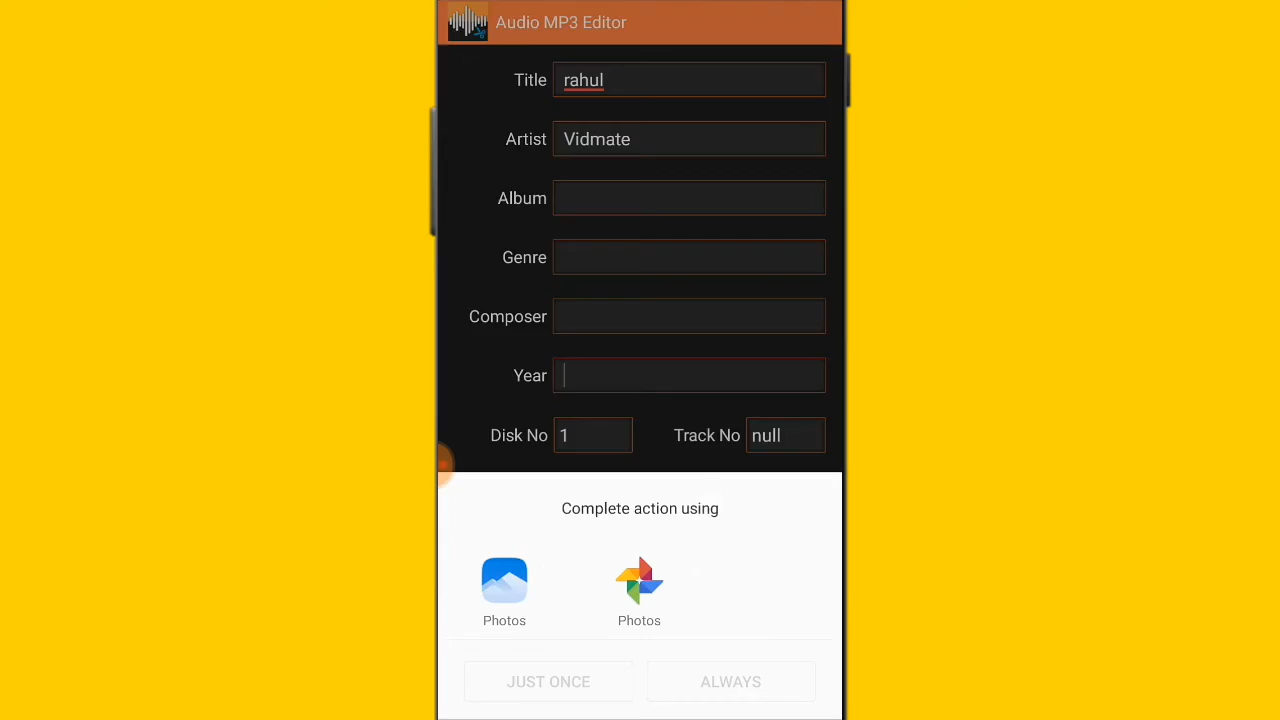 Audio MP3 Editor
Title rahul
Artist Vidmate
Album
Genre
Composer
Year
Disk No 1 Track No null
Complete action using
Photos Photos
JUST ONCE ALWAYS